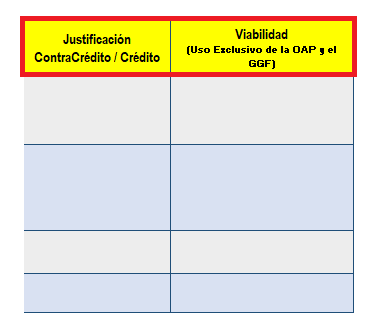 Justificación
ContraCrédito / Crédito
Viabilidad
(Uso Exclusivo de la OAP y el
GGF)